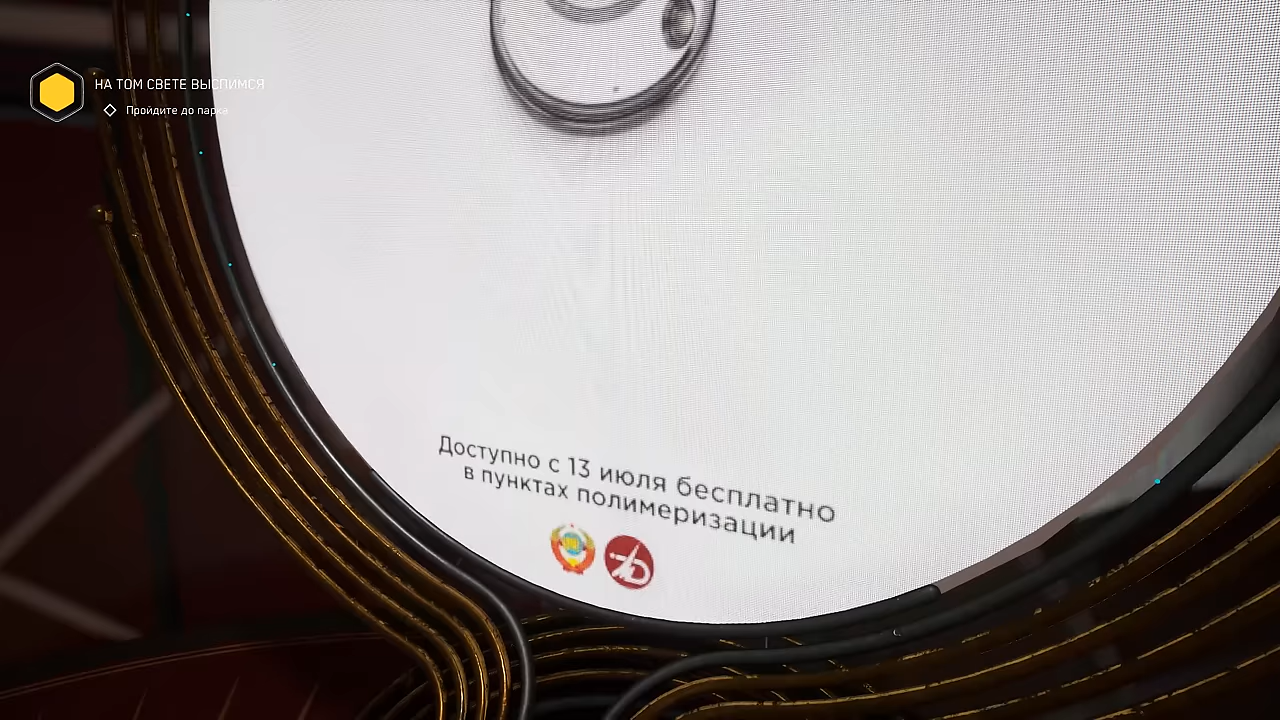 НА ТОМ СВЕТЕ ВЫСПИМСЯ
Пройдите до парка
Доступно с 13 июля бесплатно
в пунктах полимеризации